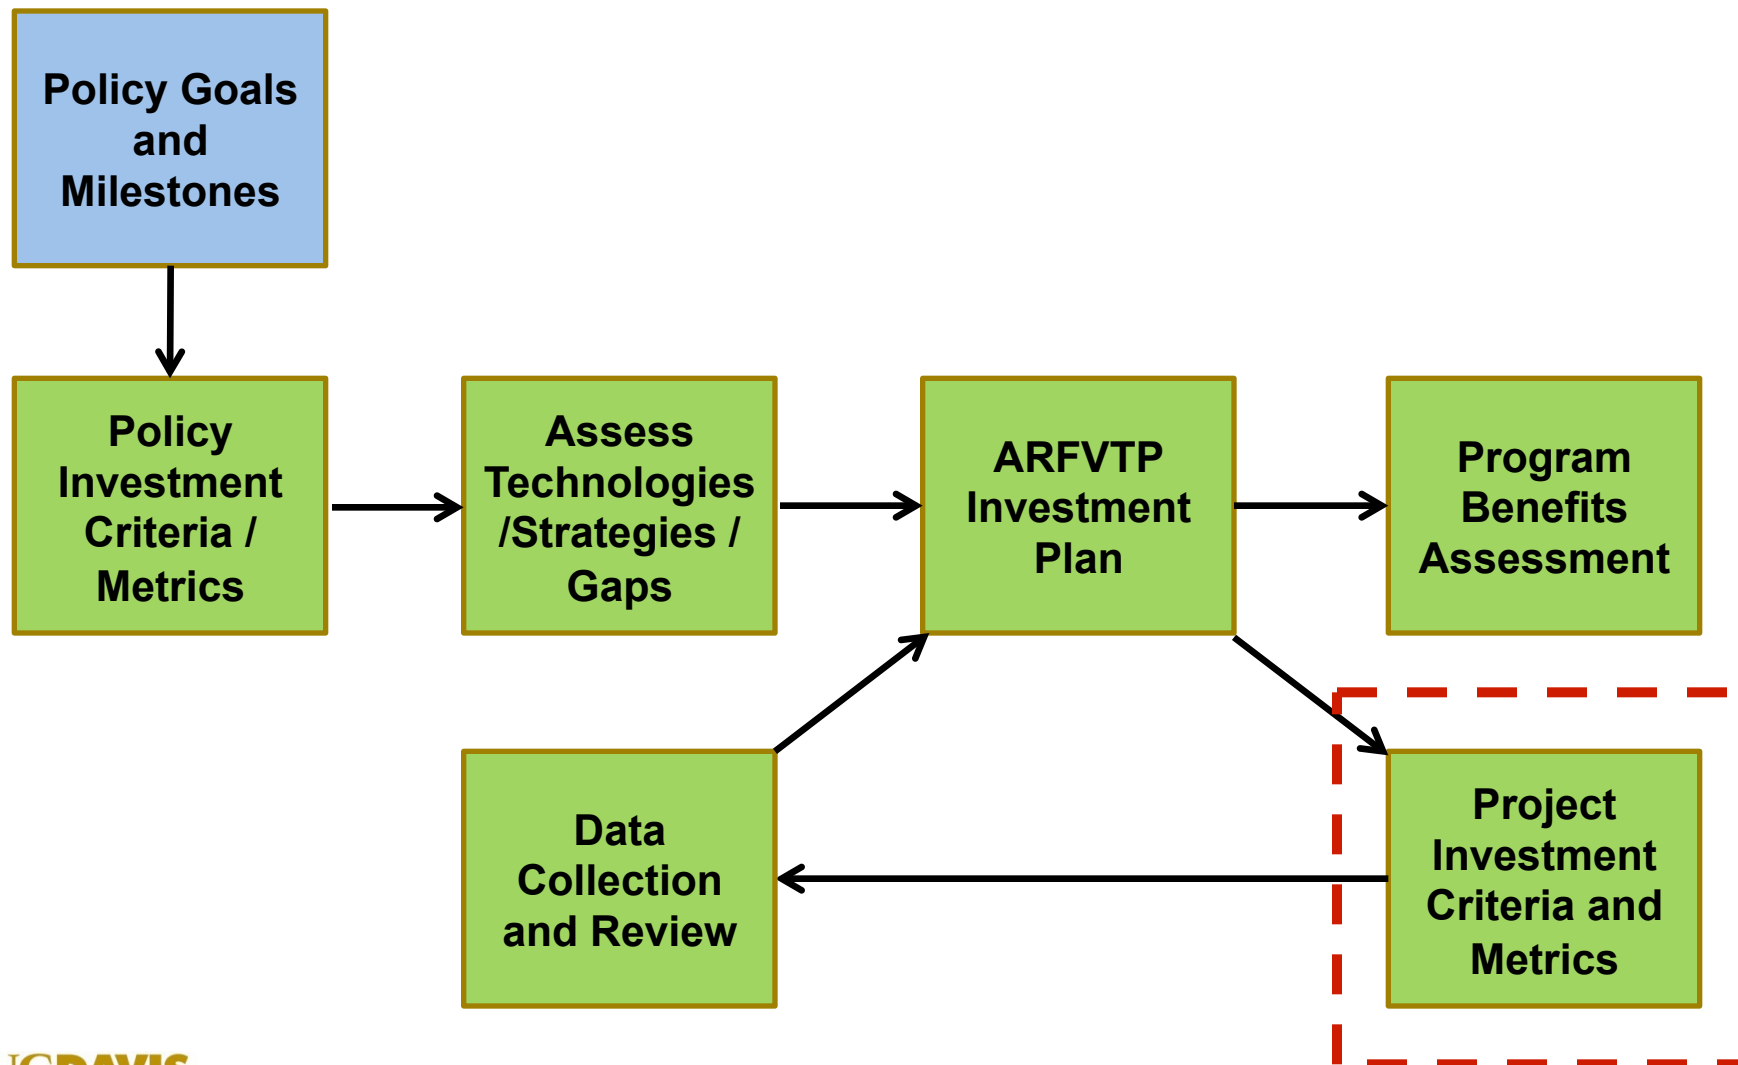 Policy Goals
and
Milestones
Policy
Investment
Criteria /
Metrics
Assess
Technologies
/Strategies /
Gaps
ARFVTP
Investment
Plan
Program
Benefits
Assessment
Data
Collection
and Review
Project
Investment
Criteria and
Metrics
UCDAVIS